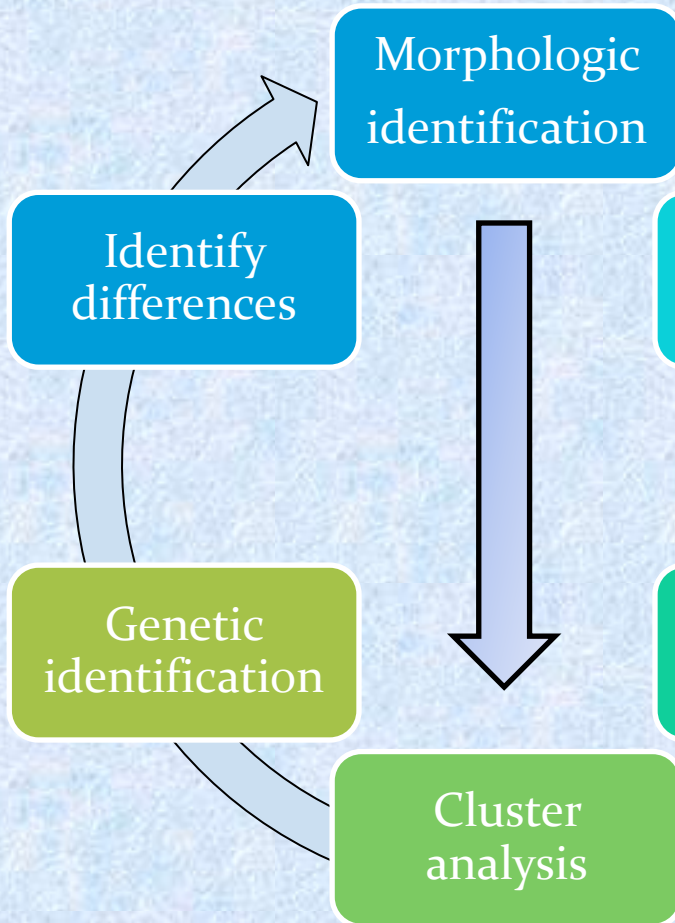 Morphologic
identification
Identify
differences
Genetic
identification
Cluster
analysis